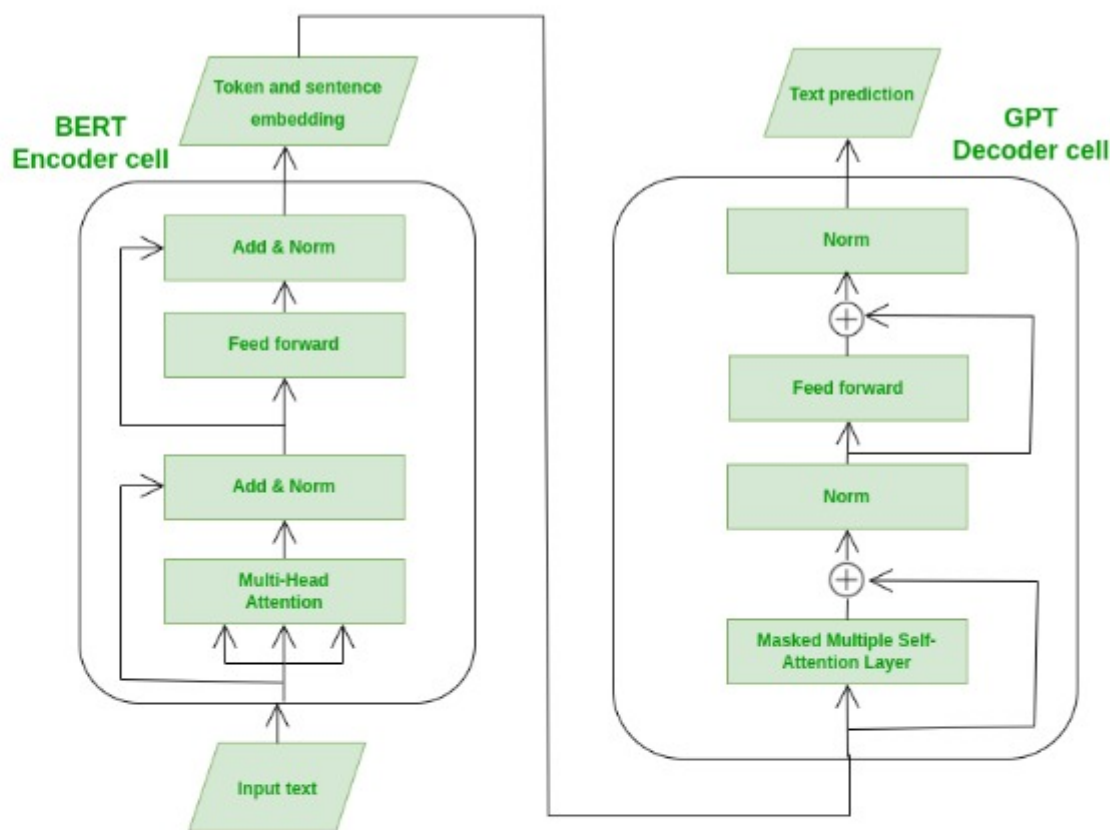 BERT
Encoder cell
Token and sentence
embedding
Add & Norm
Feed forward
Add & Norm
Multi-Head
Attention
Input text
GPT
Decoder cell
Text prediction
Norm
Feed forward
Norm
Masked Multiple Self-
Attention Layer